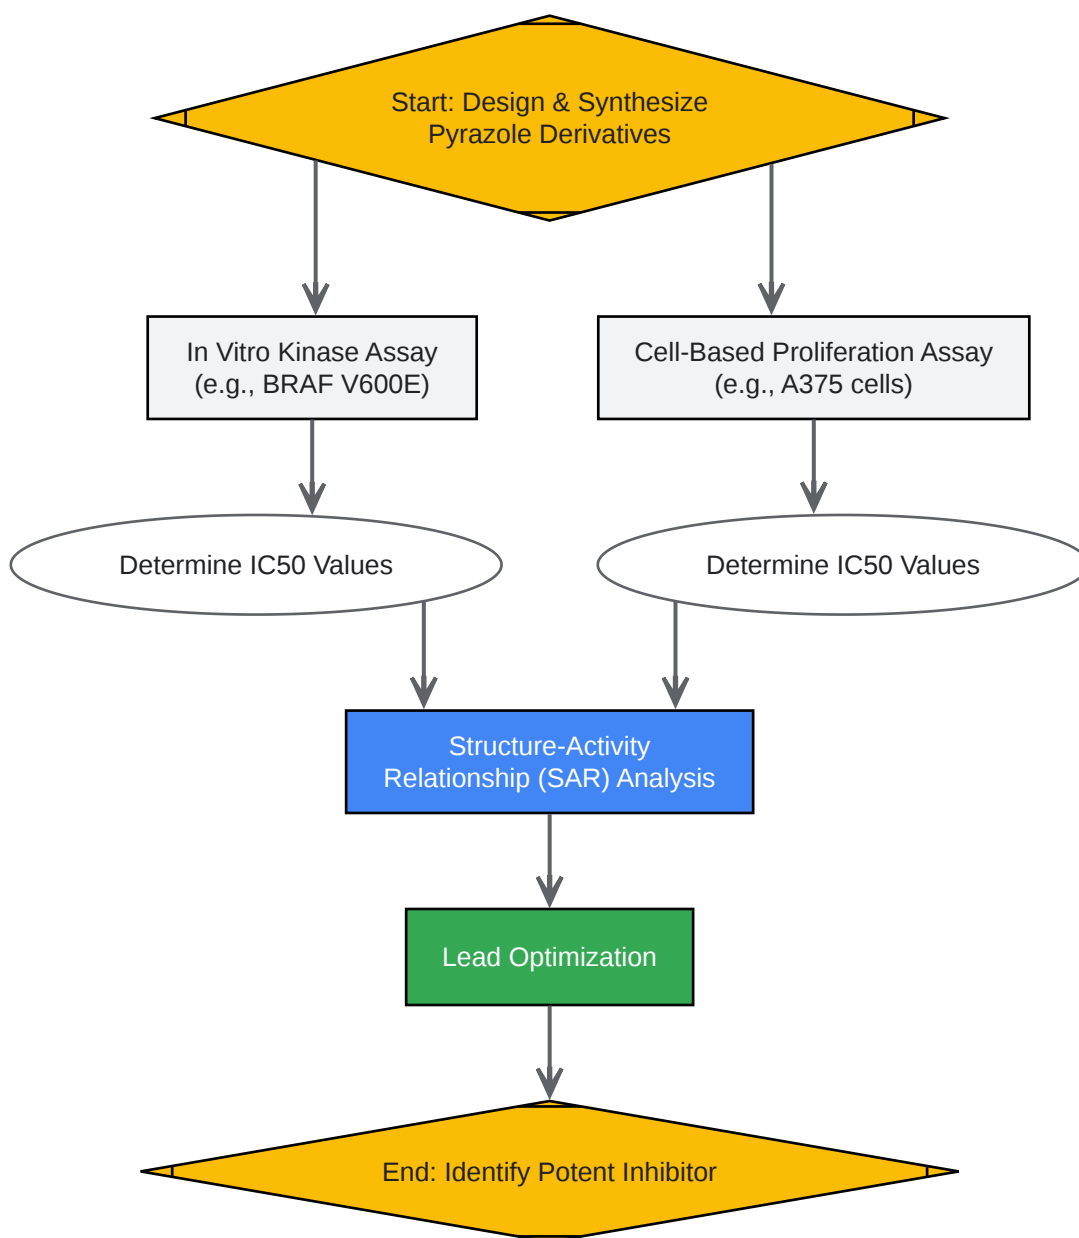 Start: Design & Synthesize
Pyrazole Derivatives
In Vitro Kinase Assay
(e.g., BRAF V600E)
Cell-Based Proliferation Assay
(e.g., A375 cells)
Determine IC50 Values
Determine IC50 Values
Structure-Activity
Relationship (SAR) Analysis
Lead Optimization
End: Identify Potent Inhibitor